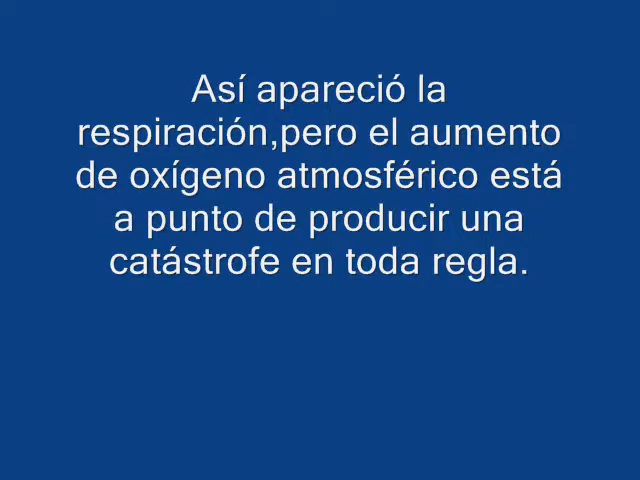 Así apareció la
respiración,pero el aumento
de oxígeno atmosférico está
a punto de producir una
catástrofe en toda regla.